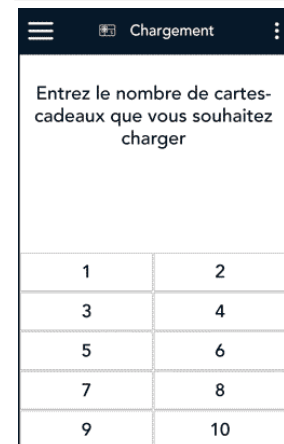 Chargement
Entrez le nombre de cartes-
cadeaux que vous souhaitez
charger
1 2
3 4
5 6
7 8
9 10